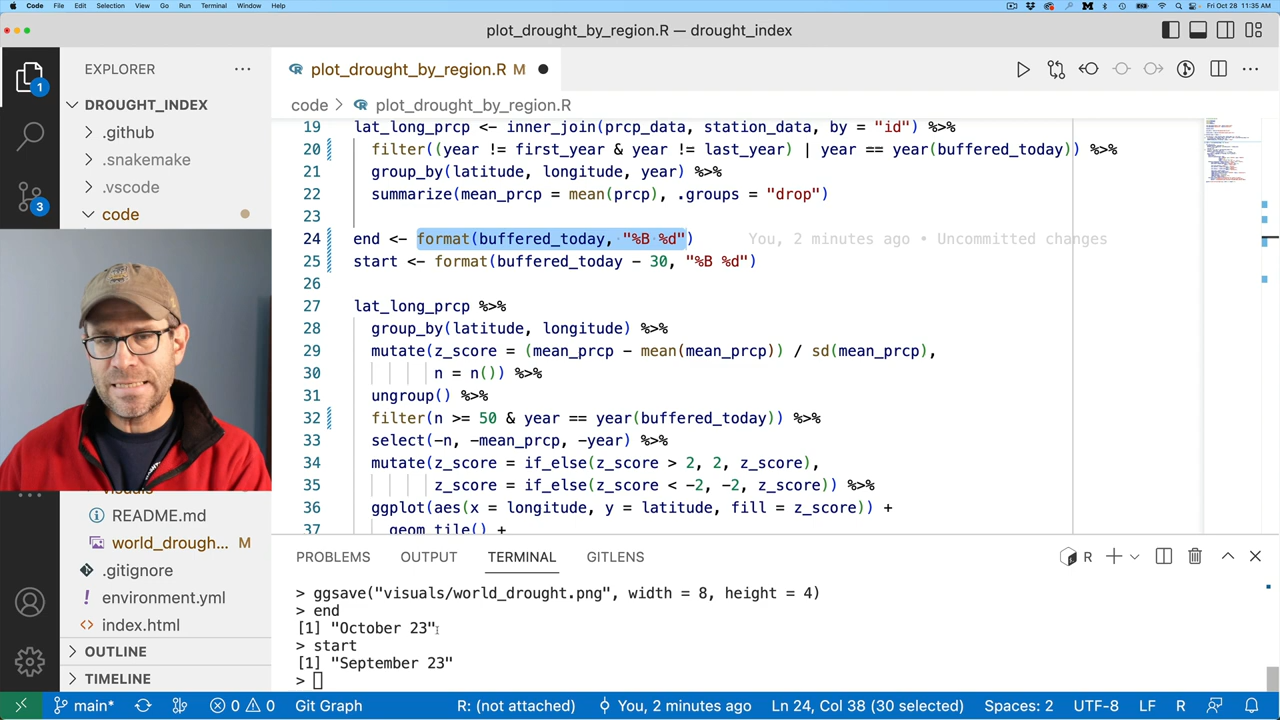 Code File Edit Selection View Go Run Terminal Window Help Fri Oct 28 11:35 AM
plot_drought_by_region.R — drought_index
EXPLORER
plot_drought_by_region.R M
DROUGHT_INDEX
code > plot_drought_by_region.R
.github
.snakemake
.vscode
code
19 lat_long_prcp <- inner_join(prcp_data, station_data, by = "id") %>%
20 filter((year != first_year & year != last_year) | year == year(buffered_today)) %>%
21 group_by(latitude, longitude, year) %>%
22 summarize(mean_prcp = mean(prcp), .groups = "drop")
23
24 end <- format(buffered_today, "%B %d") You, 2 minutes ago • Uncommitted changes
25 start <- format(buffered_today - 30, "%B %d")
26
27 lat_long_prcp %>%
28 group_by(latitude, longitude) %>%
29 mutate(z_score = (mean_prcp - mean(mean_prcp)) / sd(mean_prcp),
30 n = n()) %>%
31 ungroup() %>%
32 filter(n >= 50 & year == year(buffered_today)) %>%
33 select(-n, -mean_prcp, -year) %>%
34 mutate(z_score = if_else(z_score > 2, 2, z_score),
35 z_score = if_else(z_score < -2, -2, z_score)) %>%
36 ggplot(aes(x = longitude, y = latitude, fill = z_score)) +
37 geom_tile() +
1
3
README.md
world_drough... M
.gitignore
environment.yml
index.html
OUTLINE
TIMELINE
PROBLEMS OUTPUT TERMINAL GITLENS R
> ggsave("visuals/world_drought.png", width = 8, height = 4)
> end
[1] "October 23"
> start
[1] "September 23"
>
main* 0 0 Git Graph R: (not attached) You, 2 minutes ago Ln 24, Col 38 (30 selected) Spaces: 2 UTF-8 LF R